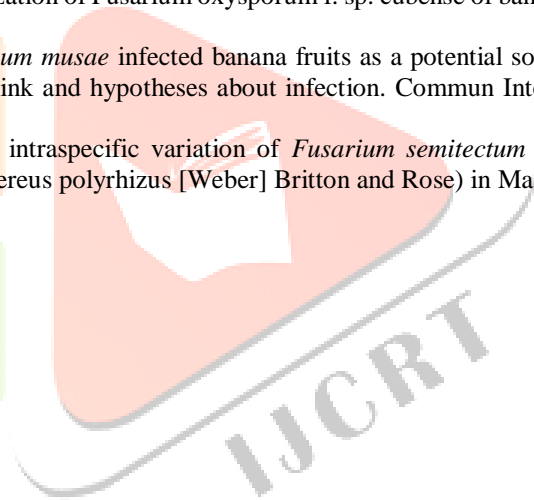 zation of Fusarium oxysporum f. sp. cubense of ban
um musae infected banana fruits as a potential so
ink and hypotheses about infection. Commun Inte
intraspecific variation of Fusarium semitectum
ereus polyrhizus [Weber] Britton and Rose) in Ma
IJCRT